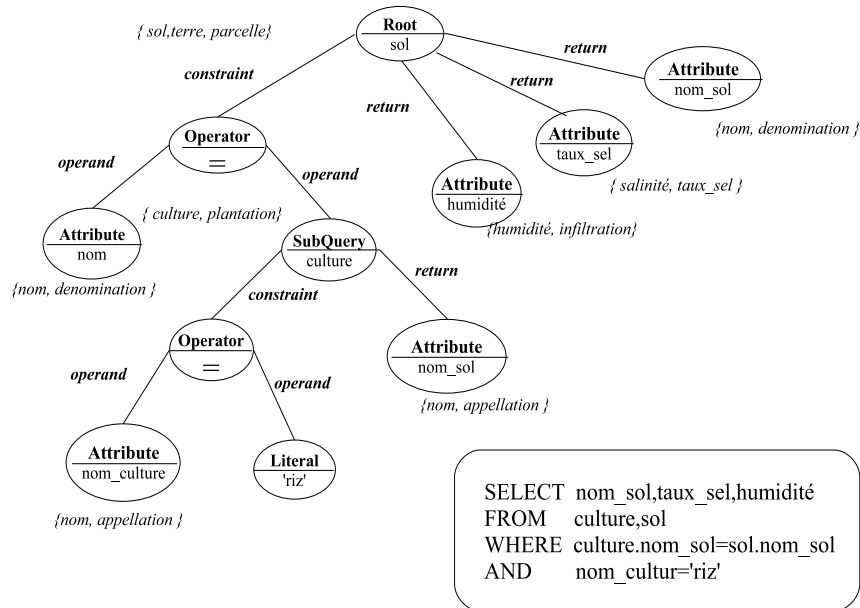 Root
{ sol,terre, parcelle}
sol
return
constraint
return
Attribute
nom_sol
return
Operator
=
Attribute
taux_sel
{nom, denomination }
operand
operand
Attribute
humidité
{ salinité, taux_sel }
{ culture, plantation}
{humidité, infiltration}
Attribute
nom
SubQuery
culture
{nom, denomination }
return
constraint
Operator
=
Attribute
nom_sol
operand
operand
{nom, appellation }
Attribute
nom_culture
Literal
'riz'
{nom, appellation }
SELECT nom_sol,taux_sel,humidité
FROM culture,sol
WHERE culture.nom_sol=sol.nom_sol
AND nom_cultur='riz'